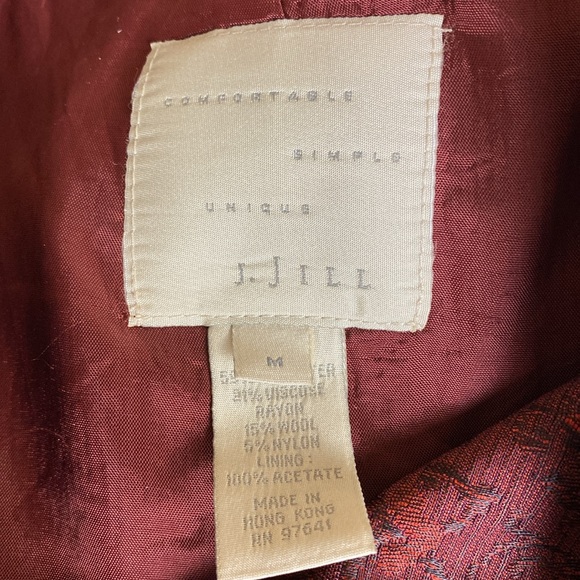 COMFORTABLE
SIMPLE
UNIQUE
J. JILL
M
21% VISCOSE
RAYON
15% WOOL
5% NYLON
LINING:
100% ACETATE
MADE IN
HONG KONG
RN 97641